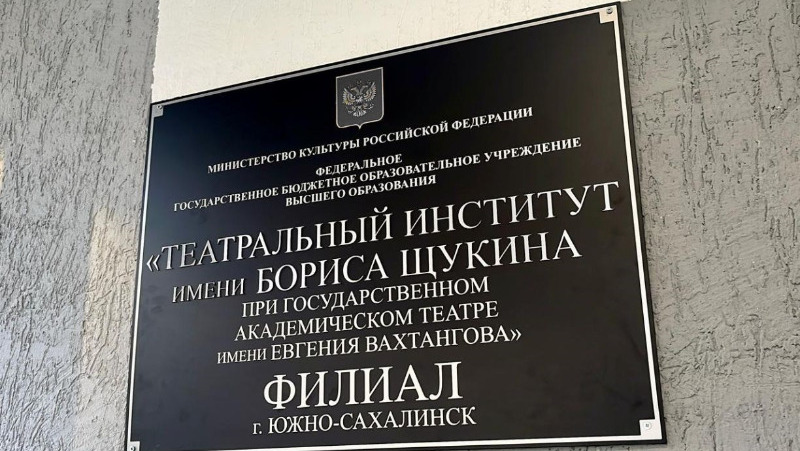 МИНИСТЕРСТВО КУЛЬТУРЫ РОССИЙСКОЙ ФЕДЕРАЦИИ
ФЕДЕРАЛЬНОЕ
ГОСУДАРСТВЕННОЕ БЮДЖЕТНОЕ ОБРАЗОВАТЕЛЬНОЕ УЧРЕЖДЕНИЕ
ВЫСШЕГО ОБРАЗОВАНИЯ
«ТЕАТРАЛЬНЫЙ ИНСТИТУТ
ИМЕНИ БОРИСА ЩУКИНА
ПРИ ГОСУДАРСТВЕННОМ
АКАДЕМИЧЕСКОМ ТЕАТРЕ
ИМЕНИ ЕВГЕНИЯ ВАХТАНГОВА»
ФИЛИАЛ
г. ЮЖНО-САХАЛИНСК